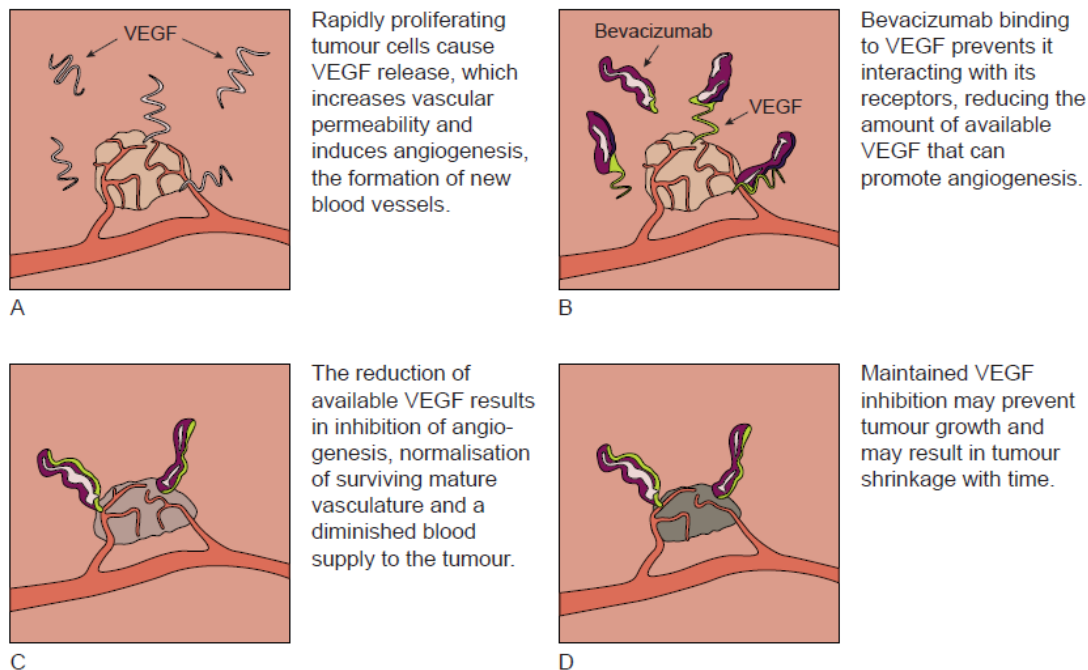 VEGF
Rapidly proliferating
tumour cells cause
VEGF release, which
increases vascular
permeability and
induces angiogenesis,
the formation of new
blood vessels.
A
Bevacizumab
VEGF
Bevacizumab binding
to VEGF prevents it
interacting with its
receptors, reducing the
amount of available
VEGF that can
promote angiogenesis.
B
The reduction of
available VEGF results
in inhibition of angio-
genesis, normalisation
of surviving mature
vasculature and a
diminished blood
supply to the tumour.
C
Maintained VEGF
inhibition may prevent
tumour growth and
may result in tumour
shrinkage with time.
D